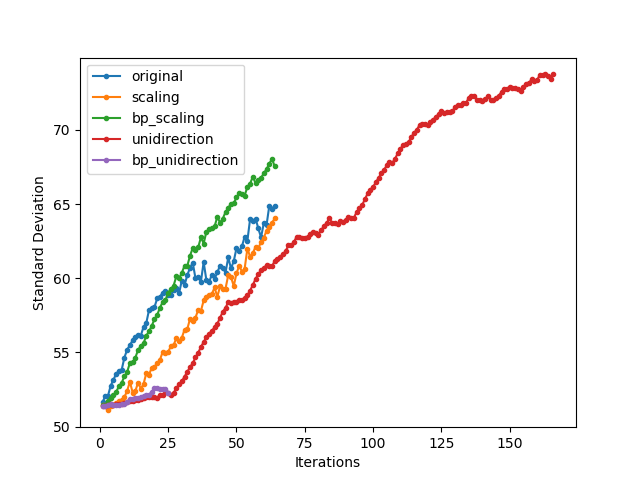 original
scaling
bp_scaling
unidirection
bp_unidirection
Standard Deviation
70
65
60
55
50
0 25 50 75 100 125 150
Iterations